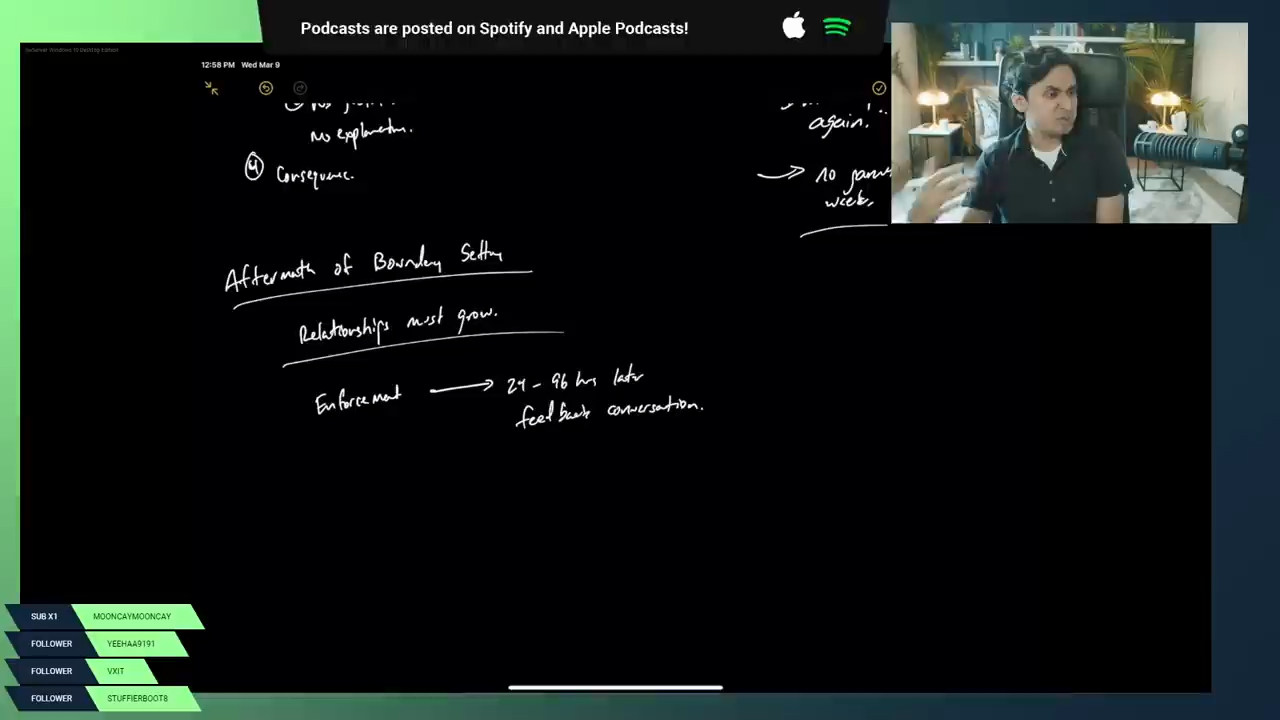 Podcasts are posted on Spotify and Apple Podcasts!
12:58 PM Wed Mar 9
No explanation.
④ Consequence.
again!
→ 10
Aftermath of Boundary Setting
Relationships must grow.
Enforcement → 24 - 96 hrs later
feedback conversation.
SUB X1 MOONCAYMOONCAY
FOLLOWER YEEHAA9191
FOLLOWER VXIT
FOLLOWER STUFFIERBOOT8